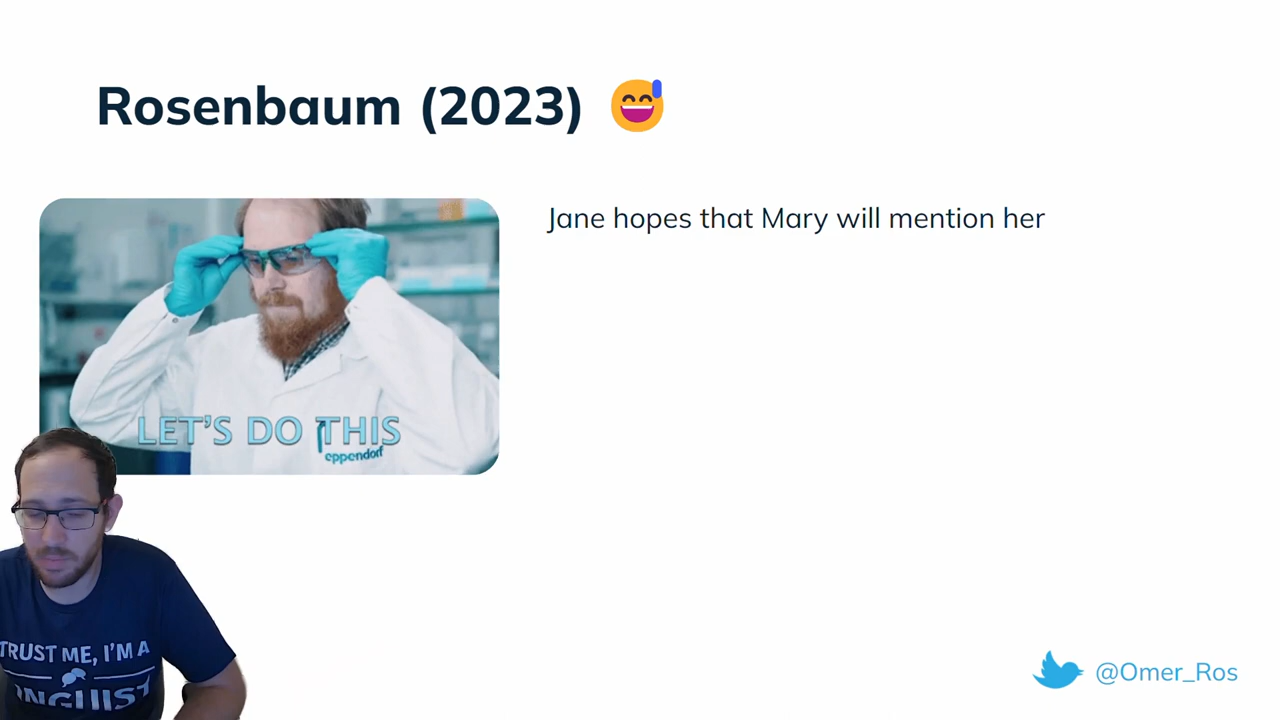 Rosenbaum (2023)
Jane hopes that Mary will mention her
LET'S DO THIS
eppendorf
TRUST ME, I'M A
@Omer_Ros